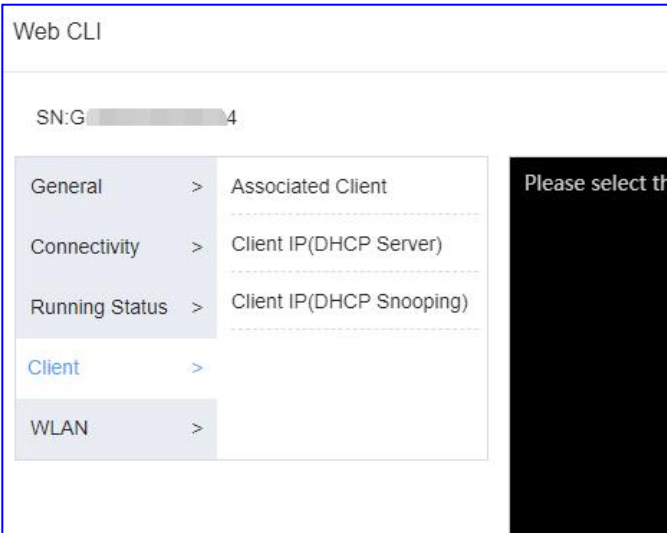 Web CLI
SN:G 4
General >
Connectivity >
Running Status >
Client >
WLAN >
Associated Client
Client IP(DHCP Server)
Client IP(DHCP Snooping)
Please select